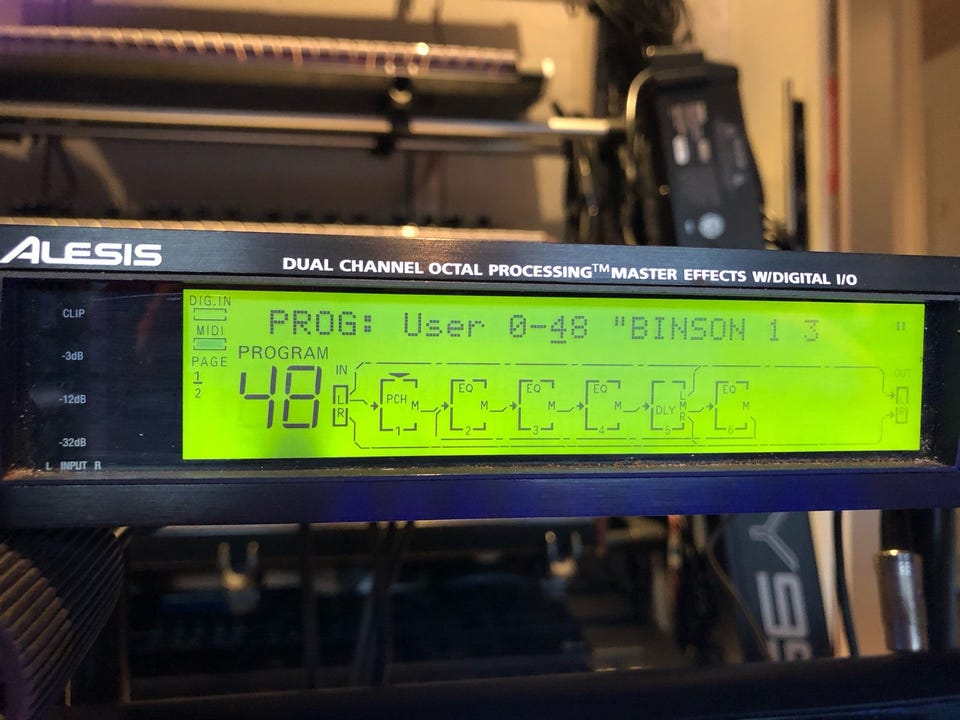 ALESIS
DUAL CHANNEL OCTAL PROCESSING™ MASTER EFFECTS W/DIGITAL I/O
CLIP
-3dB
-12dB
-32dB
L INPUT R
DIG.IN
MIDI
PAGE
1
2
PROG: User 0-48 "BINSON 1 3 "
PROGRAM
48
IN
L
R
PCH M 1
EQ M 2
EQ M 3
EQ M 4
DLY L M R 5
EQ M 6
OUT
L
R